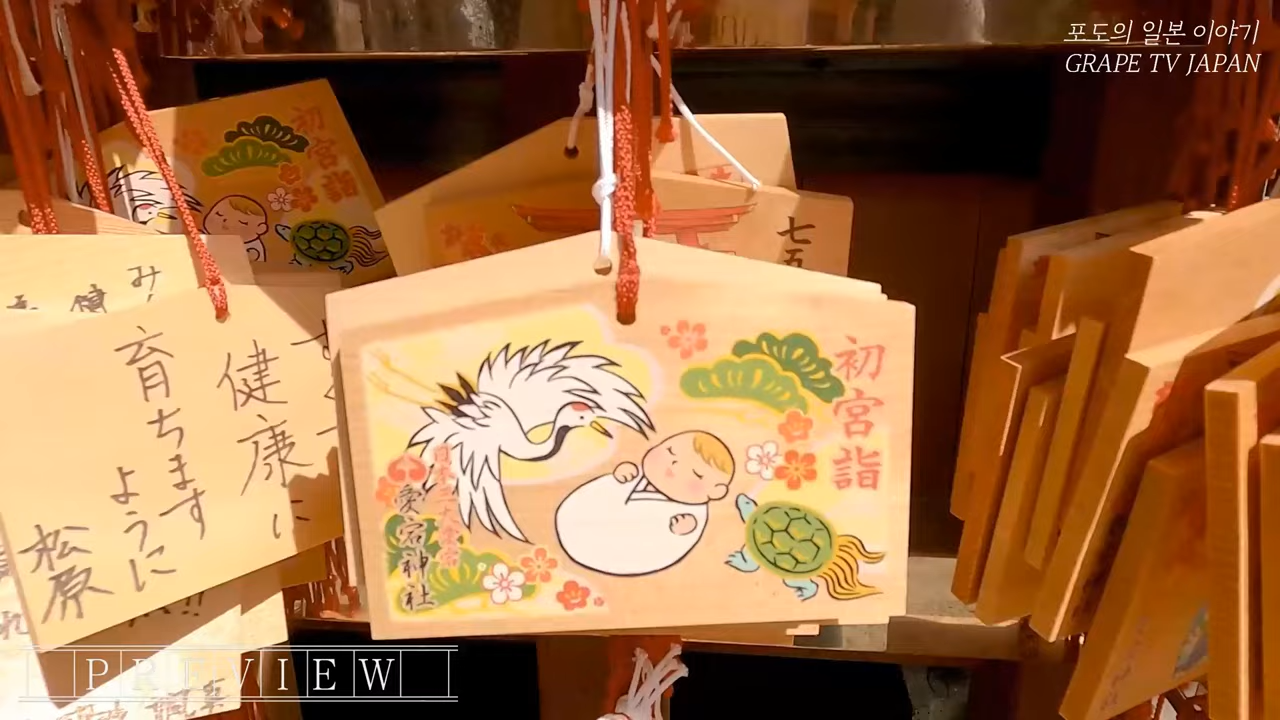 포도의 일본 이야기
GRAPE TV JAPAN
初宮詣
七五
初宮詣
日本三大愛宕
愛宕神社
健康に
育ちます
ように
松原
PREVIEW